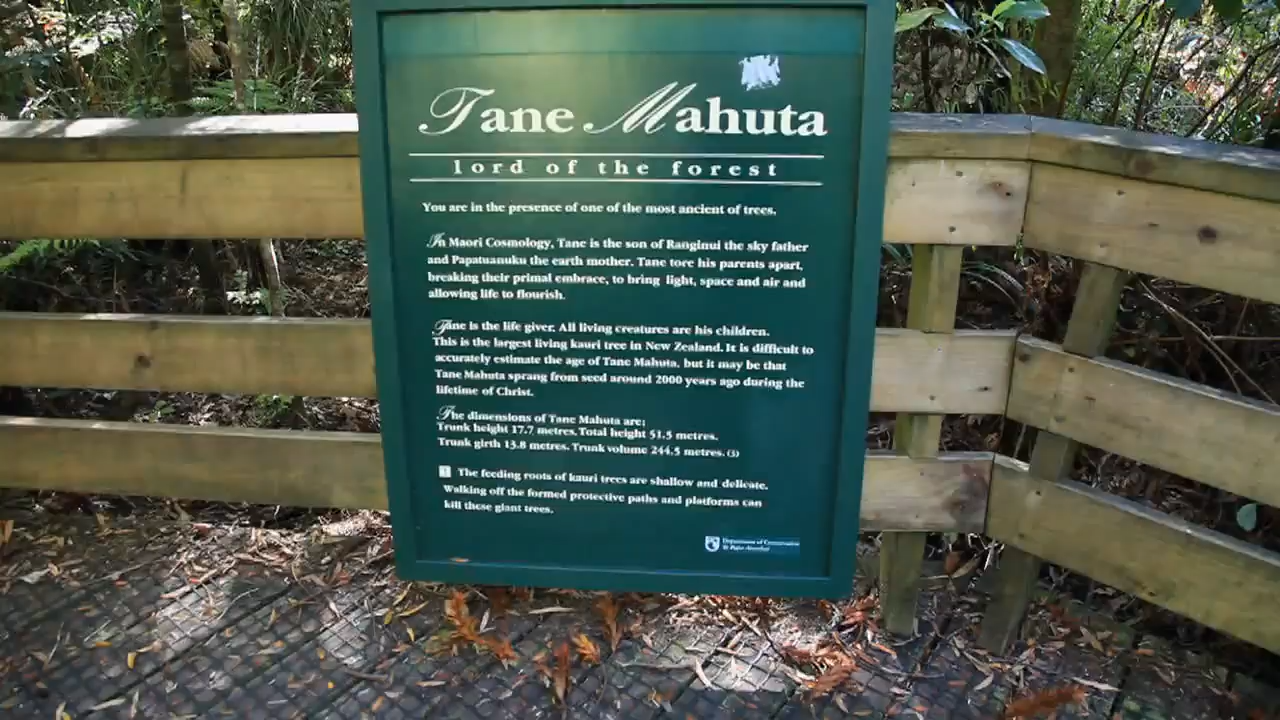 Tane Mahuta
lord of the forest
You are in the presence of one of the most ancient of trees.
In Maori Cosmology, Tane is the son of Ranginui the sky father
and Papatuanuku the earth mother. Tane tore his parents apart,
breaking their primal embrace, to bring light, space and air and
allowing life to flourish.
Tane is the life giver. All living creatures are his children.
This is the largest living kauri tree in New Zealand. It is difficult to
accurately estimate the age of Tane Mahuta, but it may be that
Tane Mahuta sprang from seed around 2000 years ago during the
lifetime of Christ.
The dimensions of Tane Mahuta are:
Trunk height 17.7 metres. Total height 51.5 metres.
Trunk girth 13.8 metres. Trunk volume 244.5 metres. (3)
The feeding roots of kauri trees are shallow and delicate.
Walking off the formed protective paths and platforms can
kill these giant trees.
Department of Conservation
Te Papa Atawhai